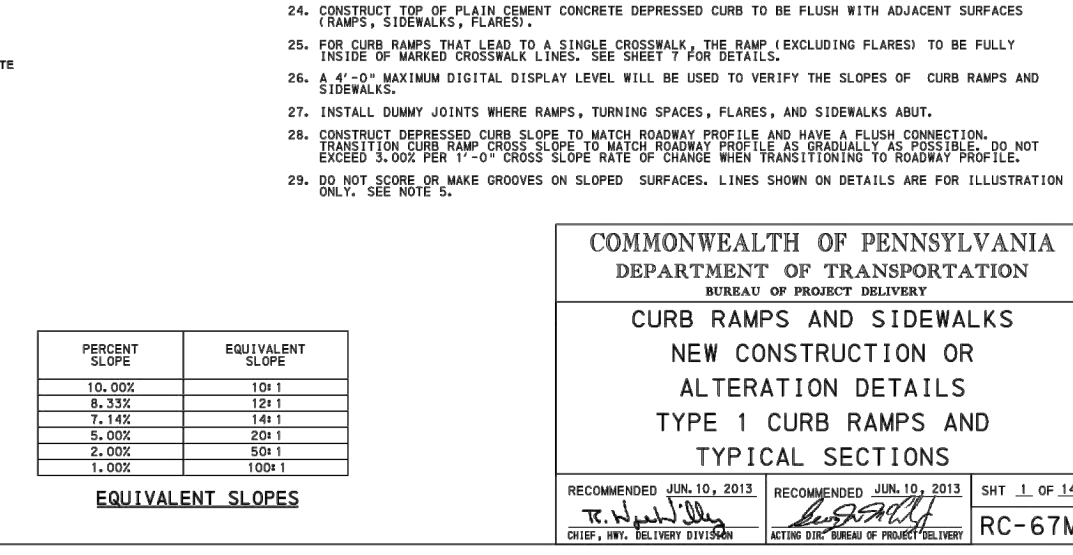 24. CONSTRUCT TOP OF PLAIN CEMENT CONCRETE DEPRESSED CURB TO BE FLUSH WITH ADJACENT SURFACES
(RAMPS, SIDEWALKS, FLARES).
TE
25. FOR CURB RAMPS THAT LEAD TO A SINGLE CROSSWALK, THE RAMP (EXCLUDING FLARES) TO BE FULLY
INSIDE OF MARKED CROSSWALK LINES. SEE SHEET 7 FOR DETAILS.
26. A 4'-0" MAXIMUM DIGITAL DISPLAY LEVEL WILL BE USED TO VERIFY THE SLOPES OF CURB RAMPS AND
SIDEWALKS.
27. INSTALL DUMMY JOINTS WHERE RAMPS, TURNING SPACES, FLARES, AND SIDEWALKS ABUT.
28. CONSTRUCT DEPRESSED CURB SLOPE TO MATCH ROADWAY PROFILE AND HAVE A FLUSH CONNECTION.
TRANSITION CURB RAMP CROSS SLOPE TO MATCH ROADWAY PROFILE AS GRADUALLY AS POSSIBLE. DO NOT
EXCEED 3.00% PER 1'-0" CROSS SLOPE RATE OF CHANGE WHEN TRANSITIONING TO ROADWAY PROFILE.
29. DO NOT SCORE OR MAKE GROOVES ON SLOPED SURFACES. LINES SHOWN ON DETAILS ARE FOR ILLUSTRATION
ONLY. SEE NOTE 5.
PERCENT SLOPE EQUIVALENT SLOPE
10.00% 10:1
8.33% 12:1
7.14% 14:1
5.00% 20:1
2.00% 50:1
1.00% 100:1
EQUIVALENT SLOPES
COMMONWEALTH OF PENNSYLVANIA
DEPARTMENT OF TRANSPORTATION
BUREAU OF PROJECT DELIVERY
CURB RAMPS AND SIDEWALKS
NEW CONSTRUCTION OR
ALTERATION DETAILS
TYPE 1 CURB RAMPS AND
TYPICAL SECTIONS
RECOMMENDED JUN. 10, 2013
CHIEF, HWY. DELIVERY DIVISION
RECOMMENDED JUN. 10, 2013
ACTING DIR. BUREAU OF PROJECT DELIVERY
SHT 1 OF 14
RC-67M